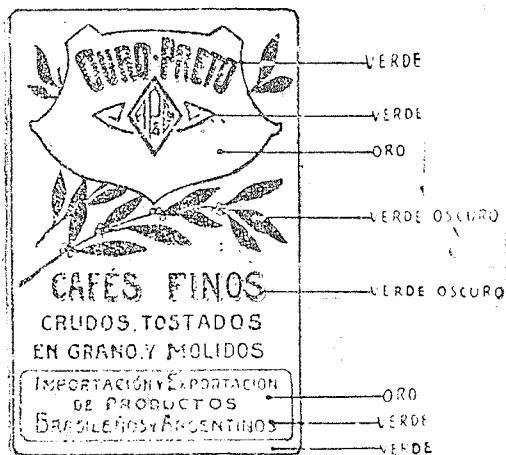 OURO-PRETO
VERDE
VERDE
ORO
VERDE OSCURO
CAFÉS FINOS
VERDE OSCURO
CRUDOS, TOSTADOS
EN GRANO.Y MOLIDOS
IMPORTACIÓN Y EXPORTACION
DE PRODUCTOS
BRASILEÑOS Y ARGENTINOS
ORO
VERDE
VERDE